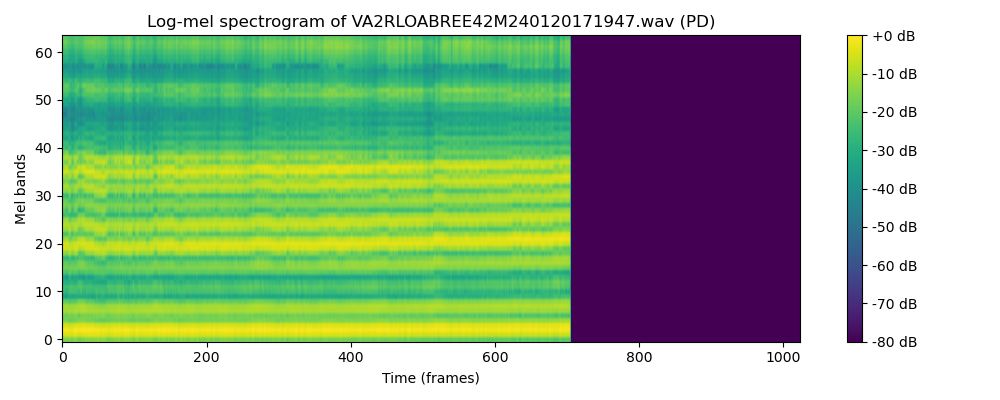 Log-mel spectrogram of VA2RLOABREE42M240120171947.wav (PD)
Mel bands
60
50
40
30
20
10
0
0 200 400 600 800 1000
Time (frames)
+0 dB
-10 dB
-20 dB
-30 dB
-40 dB
-50 dB
-60 dB
-70 dB
-80 dB